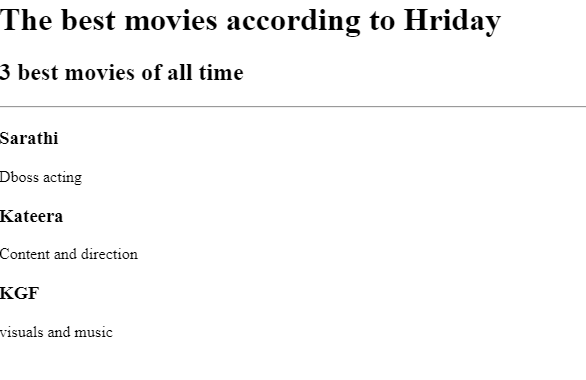 The best movies according to Hriday
3 best movies of all time
Sarathi
Dboss acting
Kateera
Content and direction
KGF
visuals and music